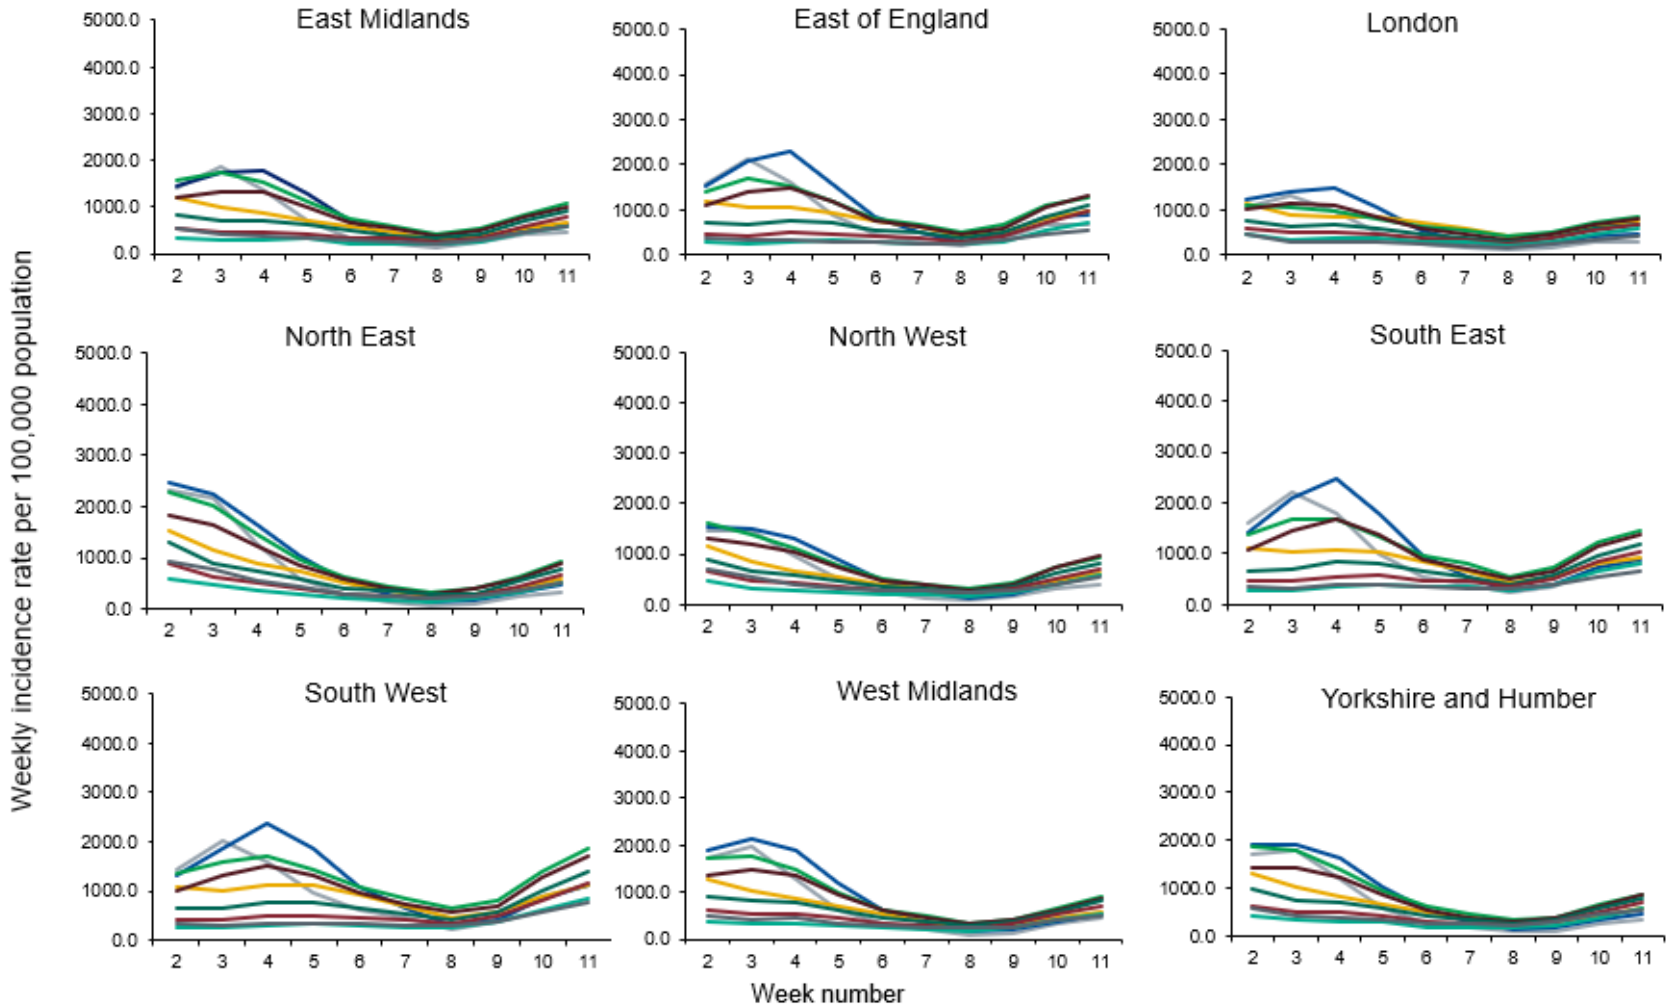 Weekly incidence rate per 100,000 population
East Midlands
5000.0
4000.0
3000.0
2000.0
1000.0
0.0
2 3 4 5 6 7 8 9 10 11
East of England
5000.0
4000.0
3000.0
2000.0
1000.0
0.0
2 3 4 5 6 7 8 9 10 11
London
5000.0
4000.0
3000.0
2000.0
1000.0
0.0
2 3 4 5 6 7 8 9 10 11
North East
5000.0
4000.0
3000.0
2000.0
1000.0
0.0
2 3 4 5 6 7 8 9 10 11
North West
5000.0
4000.0
3000.0
2000.0
1000.0
0.0
2 3 4 5 6 7 8 9 10 11
South East
5000.0
4000.0
3000.0
2000.0
1000.0
0.0
2 3 4 5 6 7 8 9 10 11
South West
5000.0
4000.0
3000.0
2000.0
1000.0
0.0
2 3 4 5 6 7 8 9 10 11
West Midlands
5000.0
4000.0
3000.0
2000.0
1000.0
0.0
2 3 4 5 6 7 8 9 10 11
Yorkshire and Humber
5000.0
4000.0
3000.0
2000.0
1000.0
0.0
2 3 4 5 6 7 8 9 10 11
Week number